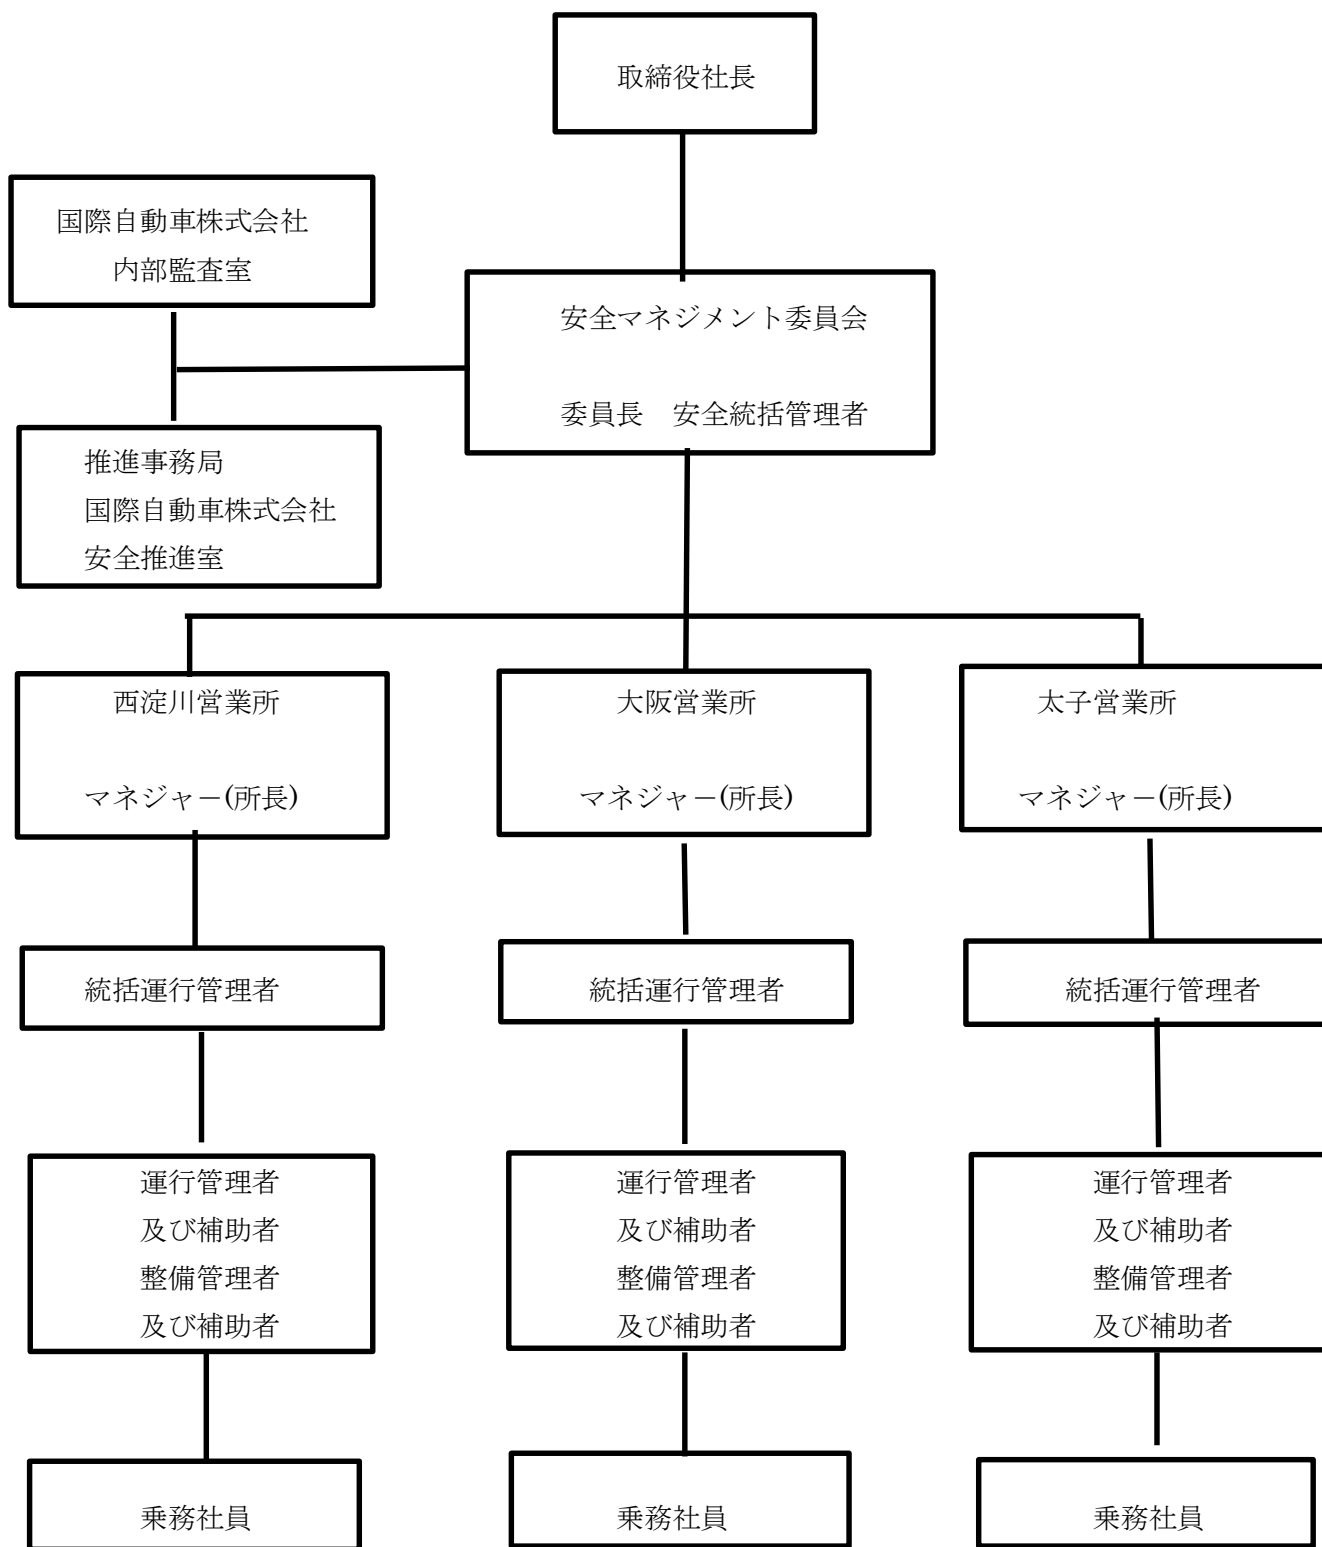 取締役社長
国際自動車株式会社
内部監査室
安全マネジメント委員会
委員長　安全統括管理者
推進事務局
国際自動車株式会社
安全推進室
西淀川営業所
マネジャー(所長)
大阪営業所
マネジャー(所長)
太子営業所
マネジャー(所長)
統括運行管理者
統括運行管理者
統括運行管理者
運行管理者
及び補助者
整備管理者
及び補助者
運行管理者
及び補助者
整備管理者
及び補助者
運行管理者
及び補助者
整備管理者
及び補助者
乗務社員
乗務社員
乗務社員